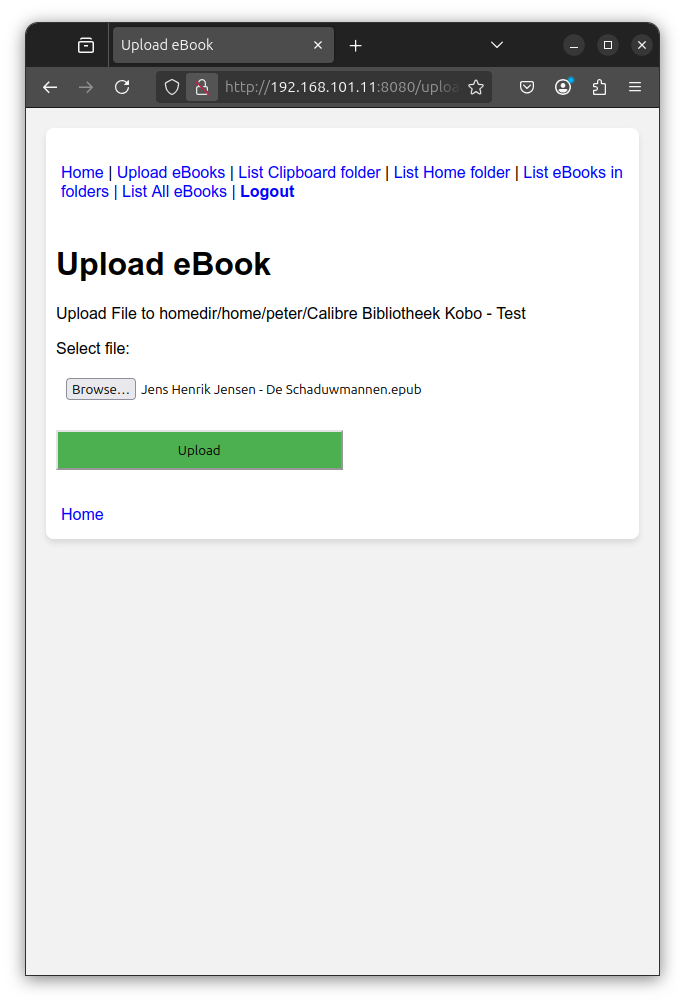 Upload eBook
http://192.168.101.11:8080/uploa
Home | Upload eBooks | List Clipboard folder | List Home folder | List eBooks in
folders | List All eBooks | Logout
Upload eBook
Upload File to homedir/home/peter/Calibre Bibliotheek Kobo - Test
Select file:
Browse... Jens Henrik Jensen - De Schaduwmannen.epub
Upload
Home